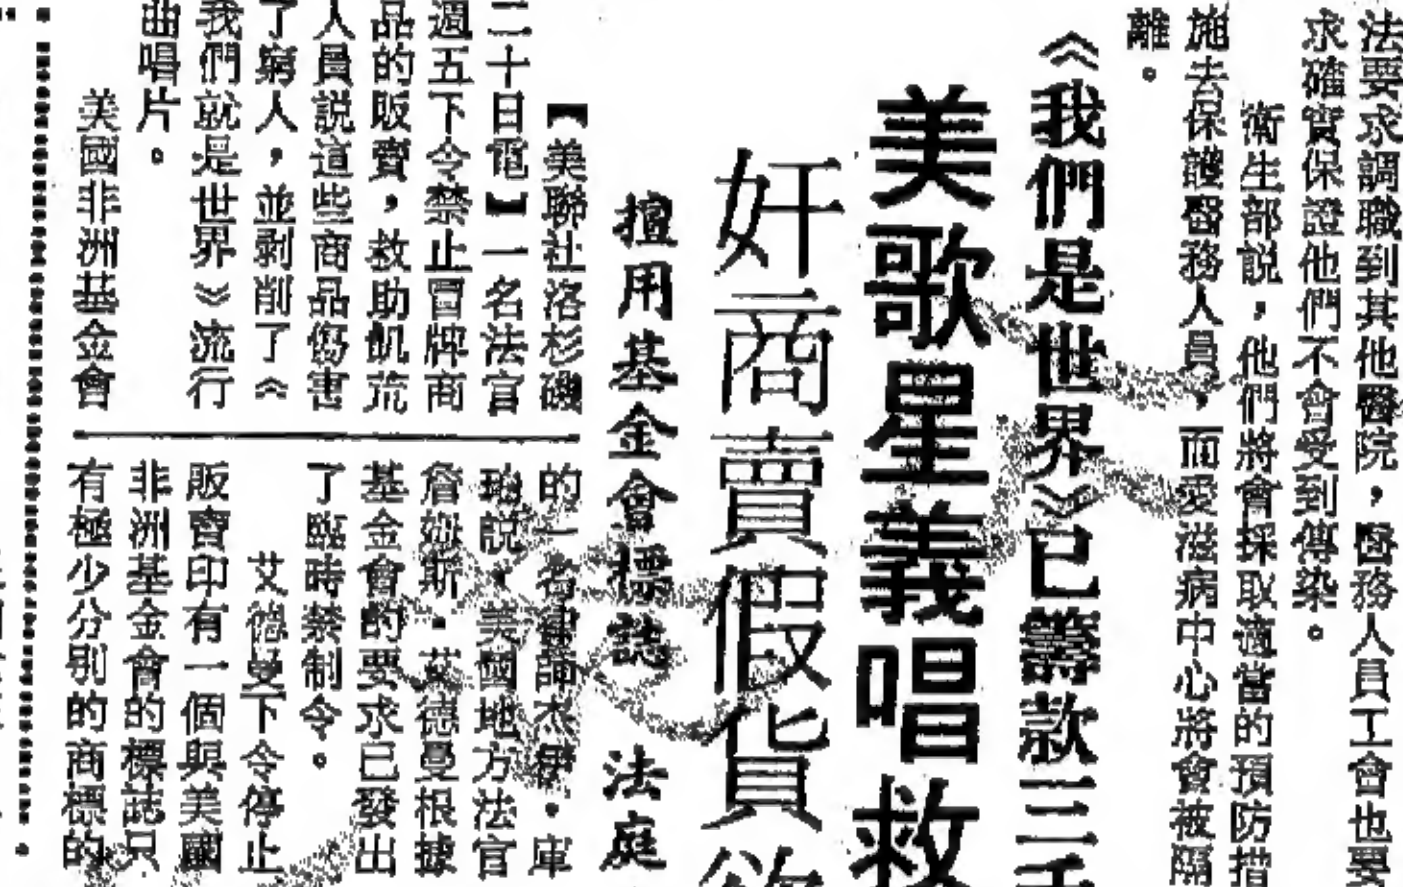 法要求調職到其他醫院，醫務人員工會也要
求確實保證他們不會受到傳染。
衛生部説，他們將會採取適當的預防措
施去保護醫務人員，而愛滋病中心將會被隔
離。
《我們是世界》已籌款三千
美歌星義唱救
奸商賣假貨
擅用基金會標誌 法庭
【美聯社洛杉磯
二十日電】一名法官
週五下令禁止冒牌商
品的販賣，救助飢荒
人員説這些商品傷害
了窮人，並剥削了《
我們就是世界》流行
曲唱片。
美國非洲基金會
的一名律師杰伊·庫
説，美國地方法官
詹姆斯·艾德曼根據
基金會的要求已發出
了臨時禁制令。
艾德曼下令停止
販賣印有一個與美國
非洲基金會的標誌只
有極少分别的商標的